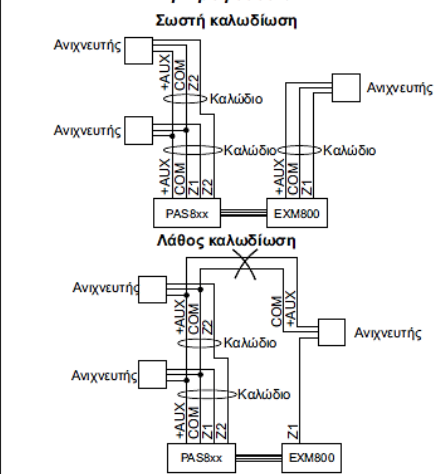 Σωστή καλωδίωση
Ανιχνευτής
+AUX
COM
Z2
Καλώδιο
Ανιχνευτής
Ανιχνευτής
Καλώδιο
Καλώδιο
+AUX
COM
Z1
Z2
+AUX
COM
Z1
PAS8xx
EXM800
Λάθος καλωδίωση
Ανιχνευτής
+AUX
COM
Z2
COM
+AUX
Καλώδιο
Ανιχνευτής
Ανιχνευτής
Καλώδιο
+AUX
COM
Z1
Z2
Z1
PAS8xx
EXM800